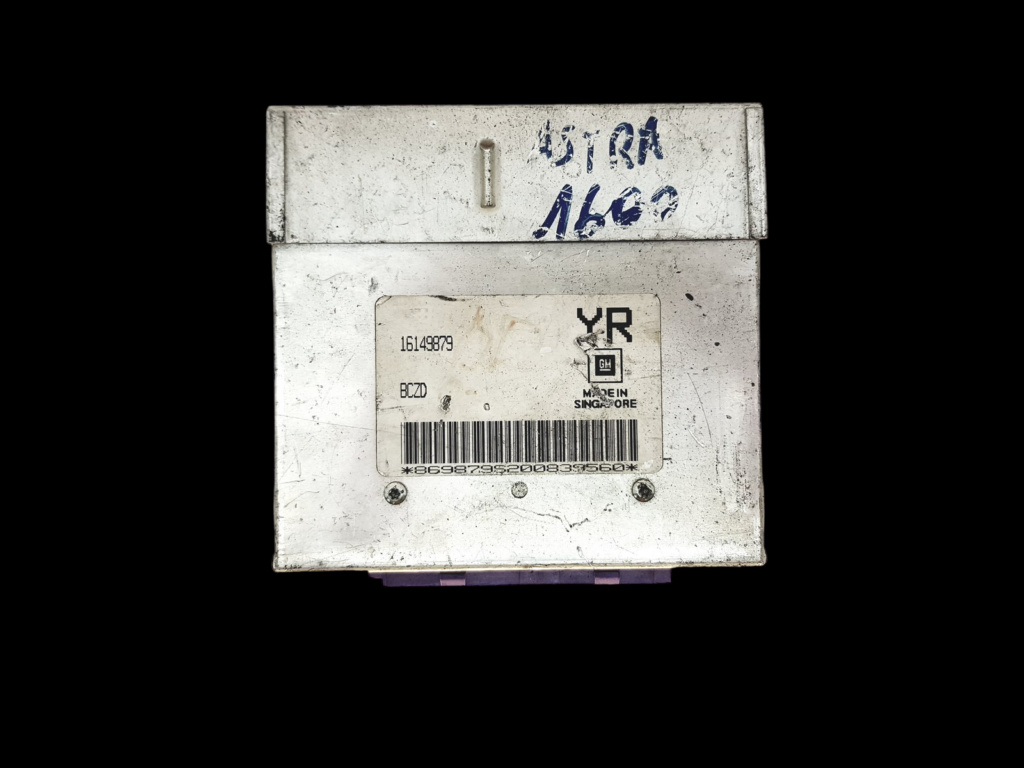 ASTRA
1600
YR
16149879
GM
BCZD
MADE IN
SINGAPORE
*869879S200839560*